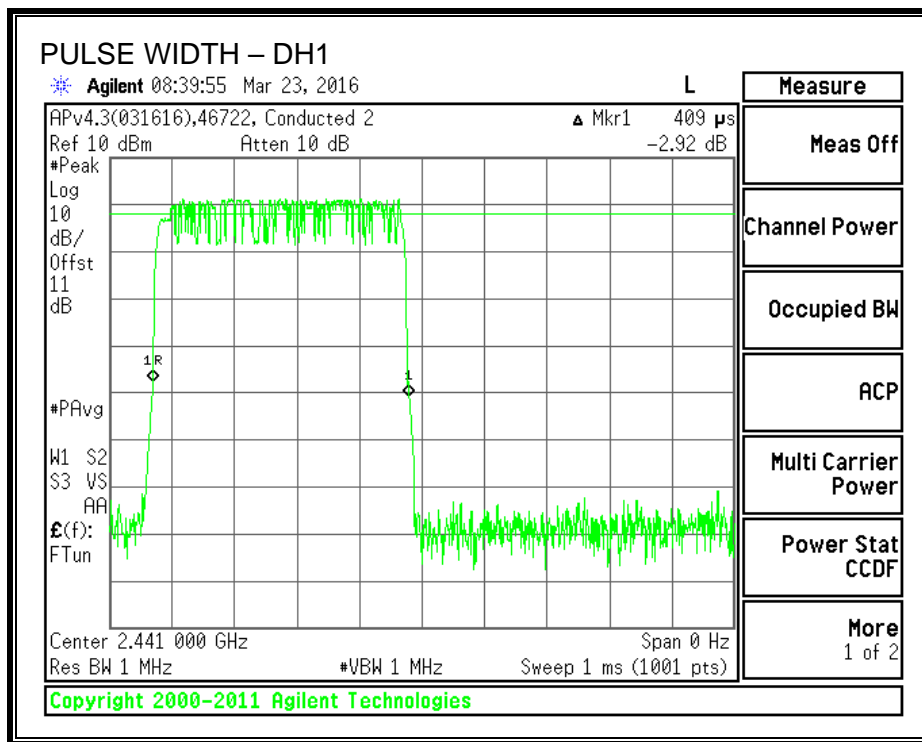 PULSE WIDTH – DH1
Agilent 08:39:55 Mar 23, 2016 L
APv4.3(031616),46722, Conducted 2 Δ Mkr1 409 µs
Ref 10 dBm Atten 10 dB -2.92 dB
#Peak
Log
10
dB/
Offst
11
dB
1R
1
#PAvg
W1 S2
S3 VS
AA
£(f):
FTun
Center 2.441 000 GHz Span 0 Hz
Res BW 1 MHz #VBW 1 MHz Sweep 1 ms (1001 pts)
Copyright 2000-2011 Agilent Technologies
Measure
Meas Off
Channel Power
Occupied BW
ACP
Multi Carrier
Power
Power Stat
CCDF
More
1 of 2